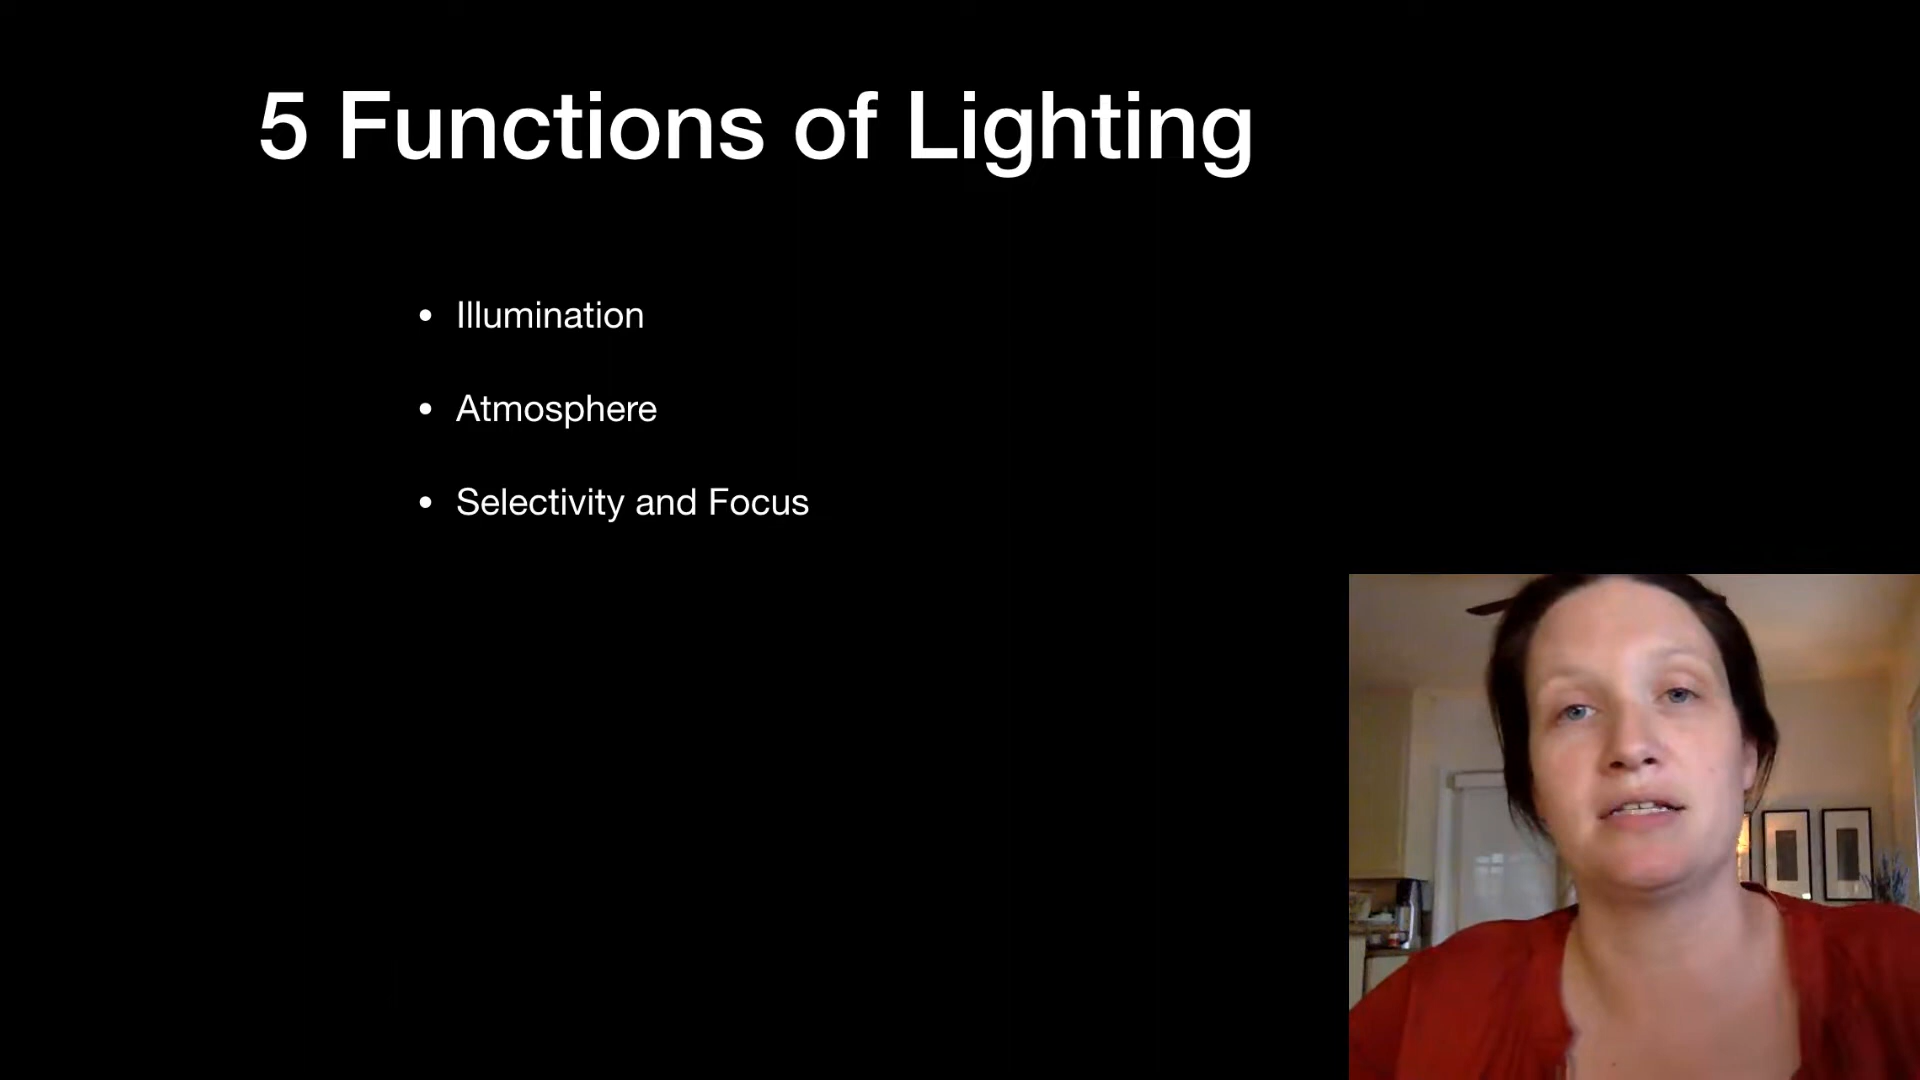 5 Functions of Lighting
• Illumination
• Atmosphere
• Selectivity and Focus